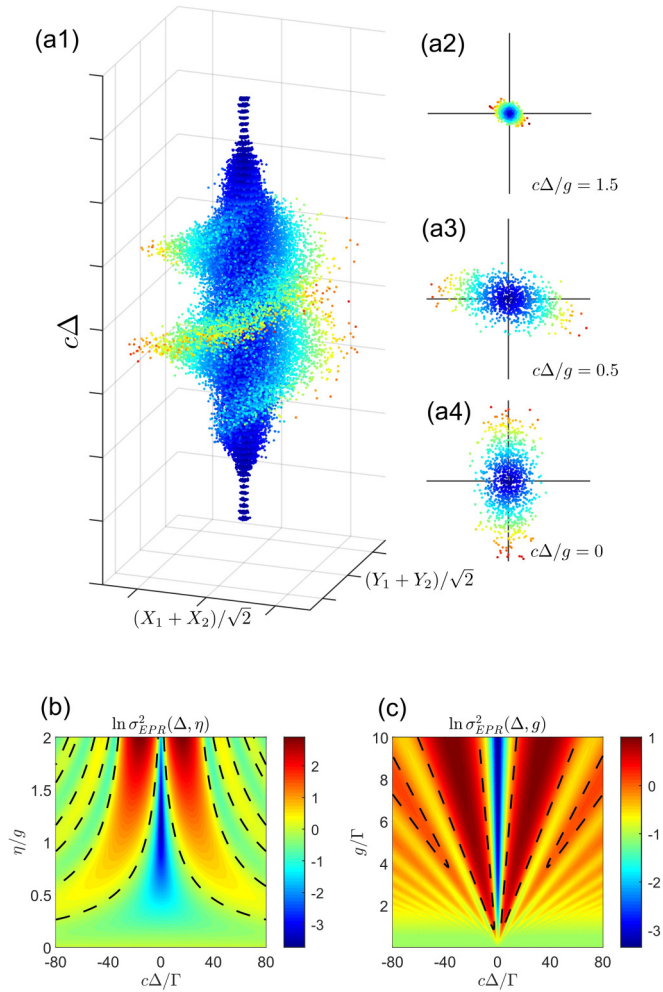 (a1)
cΔ
(X₁ + X₂)/√2
(Y₁ + Y₂)/√2
(a2)
cΔ/g = 1.5
(a3)
cΔ/g = 0.5
(a4)
cΔ/g = 0
(b)
ln σ²_EPR(Δ, η)
2
1.5
1
0.5
0
η/g
-80 -40 0 40 80
cΔ/Γ
2
1
0
-1
-2
-3
(c)
ln σ²_EPR(Δ, g)
10
8
6
4
2
g/Γ
-80 -40 0 40 80
cΔ/Γ
1
0
-1
-2
-3